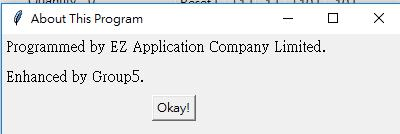 About This Program
Programmed by EZ Application Company Limited.
Enhanced by Group5.
Okay!